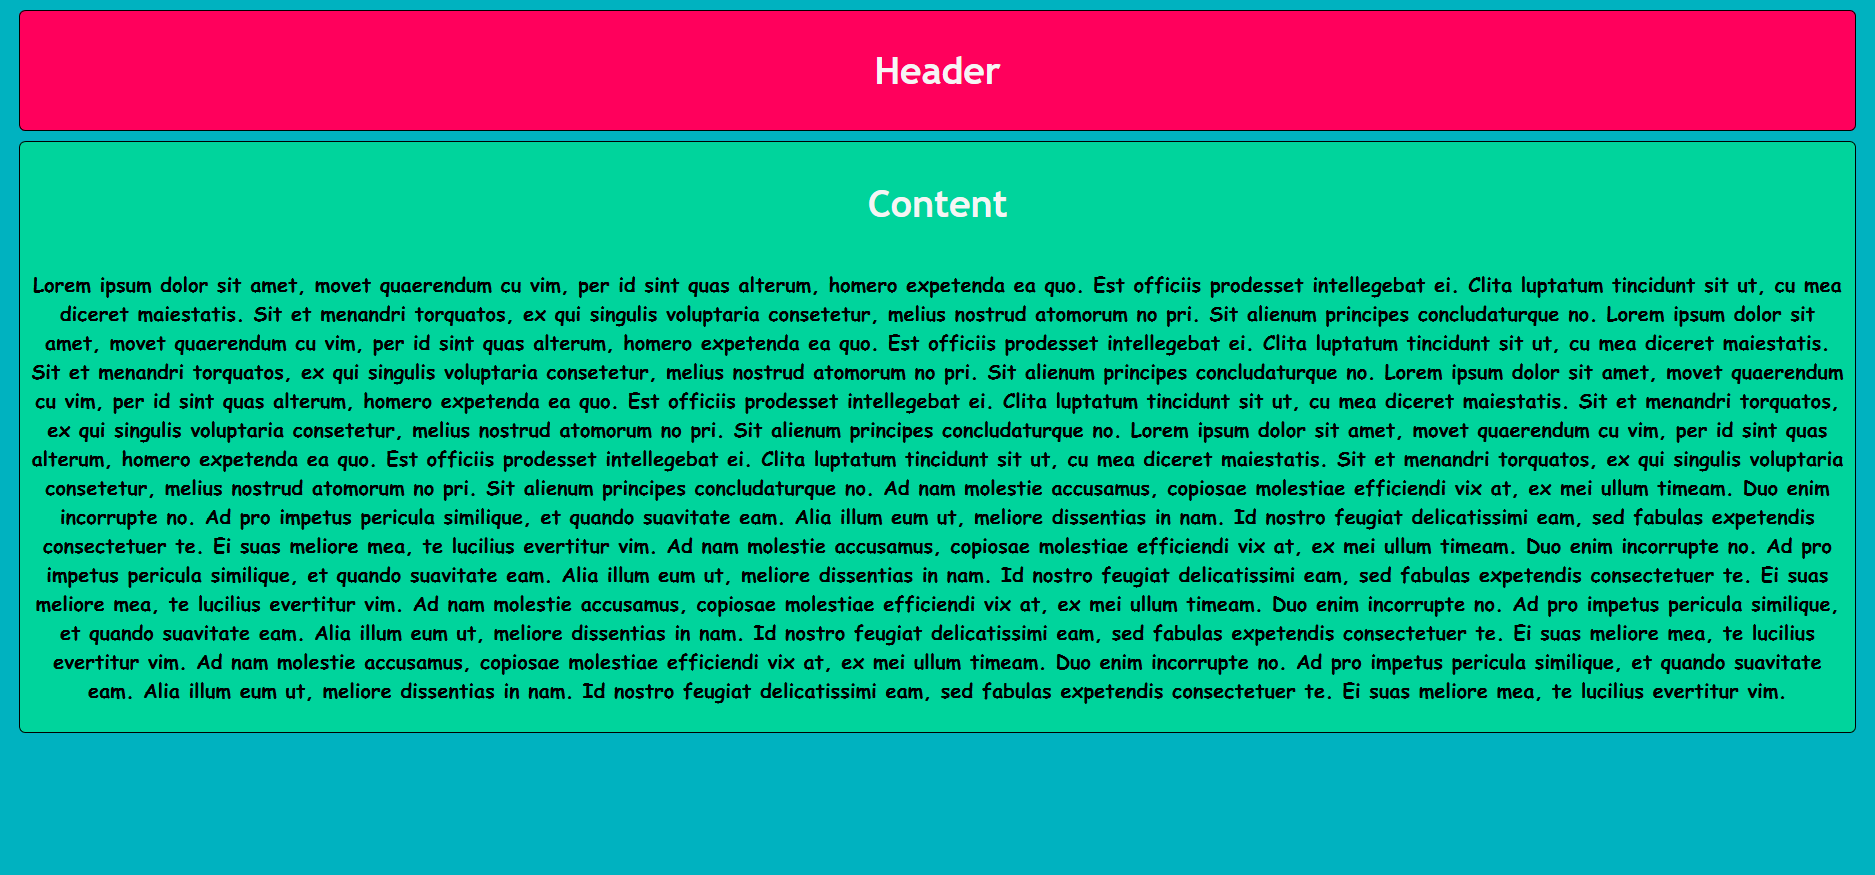 Header
Content
Lorem ipsum dolor sit amet, movet quaerendum cu vim, per id sint quas alterum, homero expetenda ea quo. Est officiis prodesset intellegebat ei. Clita luptatum tincidunt sit ut, cu mea
diceret maiestatis. Sit et menandri torquatos, ex qui singulis voluptaria consetetur, melius nostrud atomorum no pri. Sit alienum principes concludaturque no. Lorem ipsum dolor sit
amet, movet quaerendum cu vim, per id sint quas alterum, homero expetenda ea quo. Est officiis prodesset intellegebat ei. Clita luptatum tincidunt sit ut, cu mea diceret maiestatis.
Sit et menandri torquatos, ex qui singulis voluptaria consetetur, melius nostrud atomorum no pri. Sit alienum principes concludaturque no. Lorem ipsum dolor sit amet, movet quaerendum
cu vim, per id sint quas alterum, homero expetenda ea quo. Est officiis prodesset intellegebat ei. Clita luptatum tincidunt sit ut, cu mea diceret maiestatis. Sit et menandri torquatos,
ex qui singulis voluptaria consetetur, melius nostrud atomorum no pri. Sit alienum principes concludaturque no. Lorem ipsum dolor sit amet, movet quaerendum cu vim, per id sint quas
alterum, homero expetenda ea quo. Est officiis prodesset intellegebat ei. Clita luptatum tincidunt sit ut, cu mea diceret maiestatis. Sit et menandri torquatos, ex qui singulis voluptaria
consetetur, melius nostrud atomorum no pri. Sit alienum principes concludaturque no. Ad nam molestie accusamus, copiosae molestiae efficiendi vix at, ex mei ullum timeam. Duo enim
incorrupte no. Ad pro impetus pericula similique, et quando suavitate eam. Alia illum eum ut, meliore dissentias in nam. Id nostro feugiat delicatissimi eam, sed fabulas expetendis
consectetuer te. Ei suas meliore mea, te lucilius evertitur vim. Ad nam molestie accusamus, copiosae molestiae efficiendi vix at, ex mei ullum timeam. Duo enim incorrupte no. Ad pro
impetus pericula similique, et quando suavitate eam. Alia illum eum ut, meliore dissentias in nam. Id nostro feugiat delicatissimi eam, sed fabulas expetendis consectetuer te. Ei suas
meliore mea, te lucilius evertitur vim. Ad nam molestie accusamus, copiosae molestiae efficiendi vix at, ex mei ullum timeam. Duo enim incorrupte no. Ad pro impetus pericula similique,
et quando suavitate eam. Alia illum eum ut, meliore dissentias in nam. Id nostro feugiat delicatissimi eam, sed fabulas expetendis consectetuer te. Ei suas meliore mea, te lucilius
evertitur vim. Ad nam molestie accusamus, copiosae molestiae efficiendi vix at, ex mei ullum timeam. Duo enim incorrupte no. Ad pro impetus pericula similique, et quando suavitate
eam. Alia illum eum ut, meliore dissentias in nam. Id nostro feugiat delicatissimi eam, sed fabulas expetendis consectetuer te. Ei suas meliore mea, te lucilius evertitur vim.